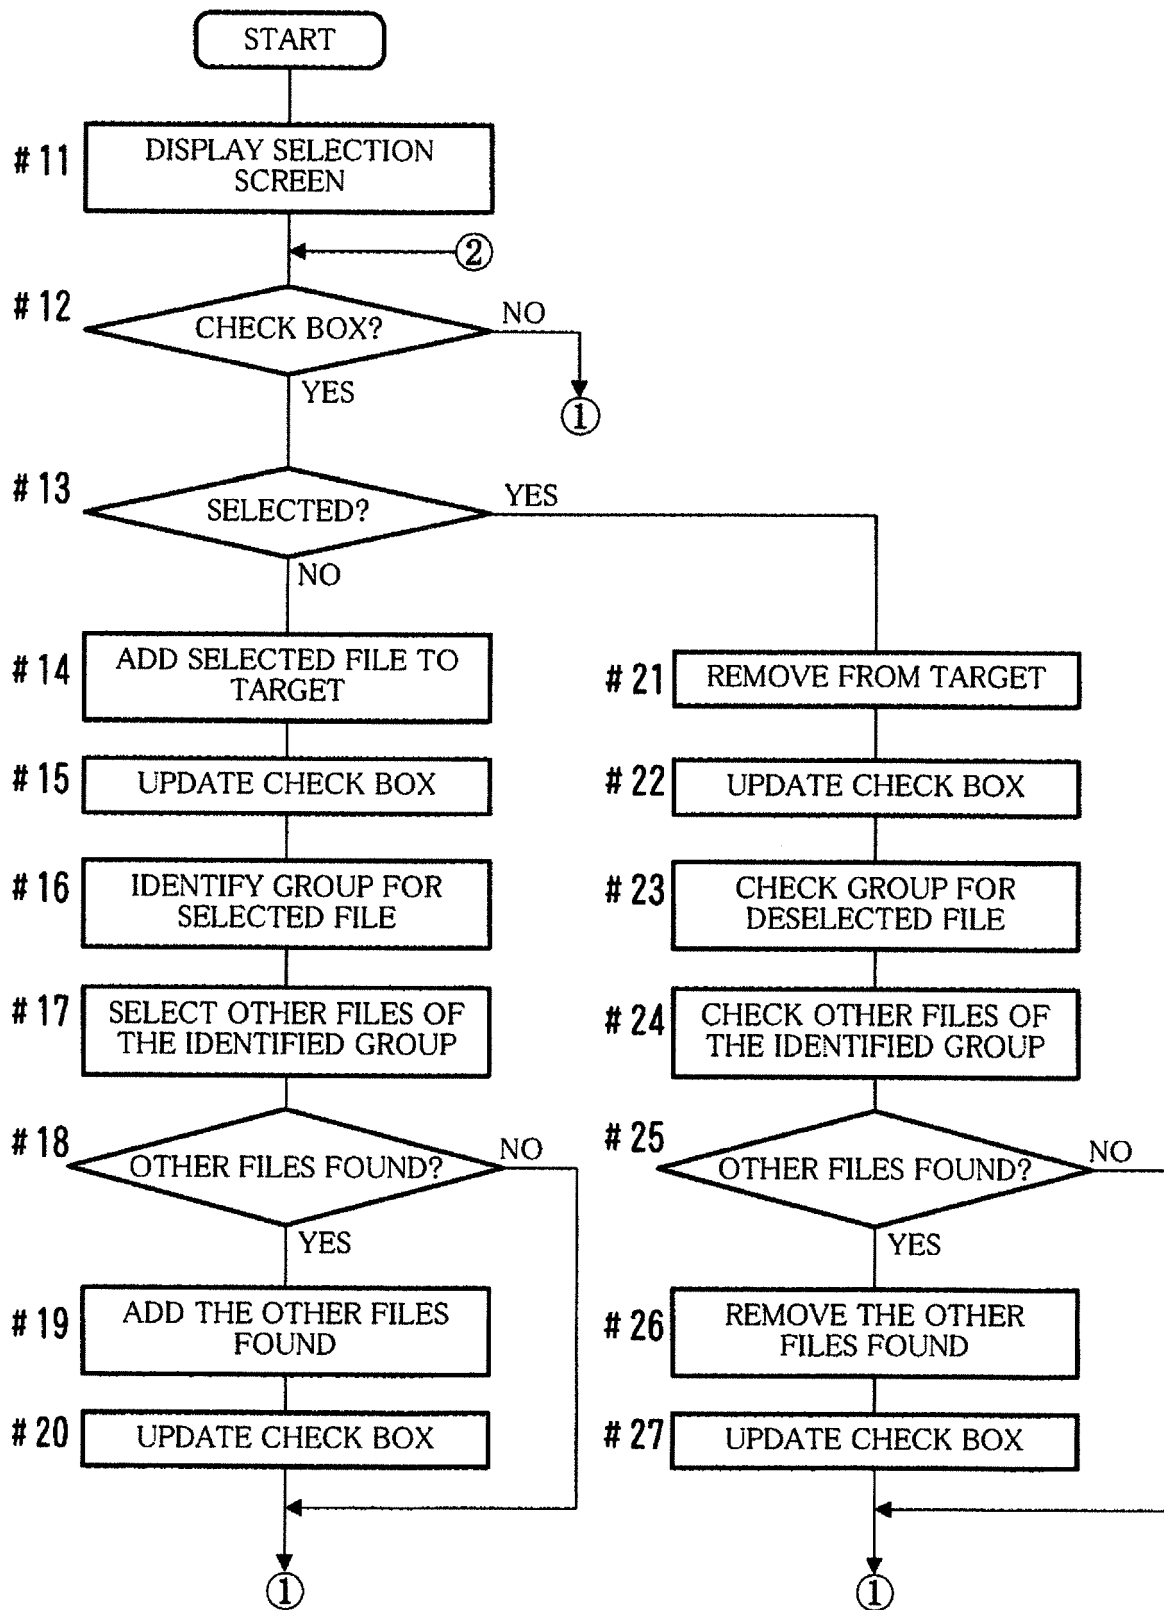 START
# 11
DISPLAY SELECTION
SCREEN
②
# 12
CHECK BOX?
NO
①
YES
# 13
SELECTED?
YES
NO
# 14
ADD SELECTED FILE TO
TARGET
# 15
UPDATE CHECK BOX
# 16
IDENTIFY GROUP FOR
SELECTED FILE
# 17
SELECT OTHER FILES OF
THE IDENTIFIED GROUP
# 18
OTHER FILES FOUND?
NO
YES
# 19
ADD THE OTHER FILES
FOUND
# 20
UPDATE CHECK BOX
①
# 21
REMOVE FROM TARGET
# 22
UPDATE CHECK BOX
# 23
CHECK GROUP FOR
DESELECTED FILE
# 24
CHECK OTHER FILES OF
THE IDENTIFIED GROUP
# 25
OTHER FILES FOUND?
NO
YES
# 26
REMOVE THE OTHER
FILES FOUND
# 27
UPDATE CHECK BOX
①